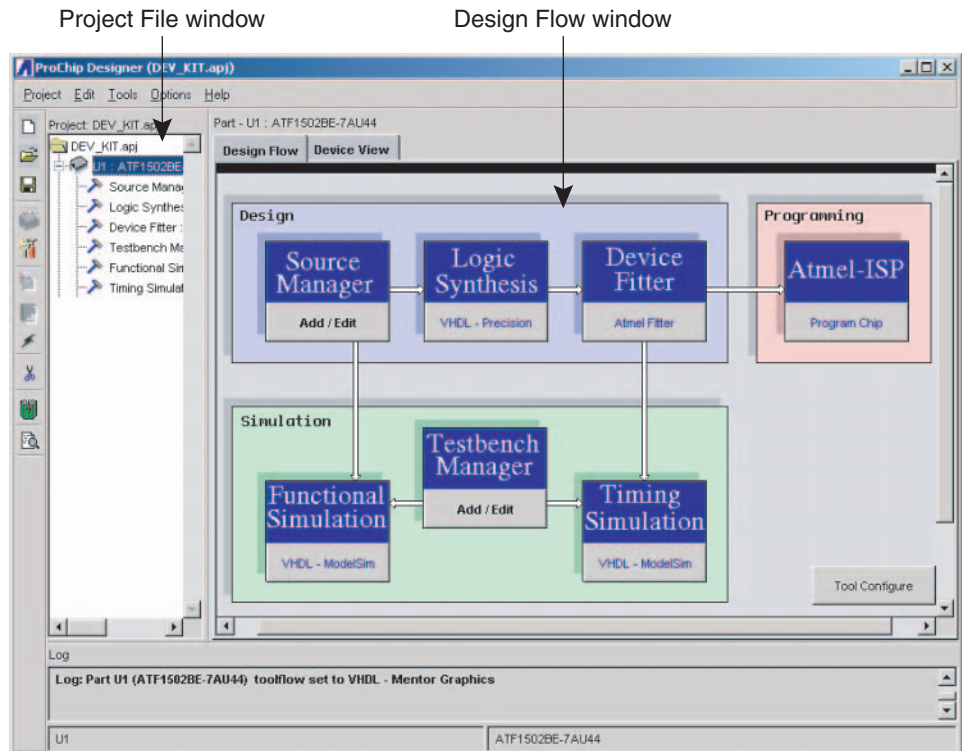 Project File window
Design Flow window
ProChip Designer (DEV_KIT.apj)
Project Edit Tools Options Help
Project: DEV_KIT.apj
DEV_KIT.apj
U1 : ATF1502BE-
Source Manag
Logic Synthes
Device Fitter :
Testbench Ma
Functional Sim
Timing Simulat
Part - U1 : ATF1502BE-7AU44
Design Flow
Device View
Design
Source Manager
Add / Edit
Logic Synthesis
VHDL - Precision
Device Fitter
Atmel Fitter
Programming
Atmel-ISP
Program Chip
Simulation
Functional Simulation
VHDL - ModelSim
Testbench Manager
Add / Edit
Timing Simulation
VHDL - ModelSim
Tool Configure
Log
Log: Part U1 (ATF1502BE-7AU44) toolflow set to VHDL - Mentor Graphics
U1
ATF1502BE-7AU44